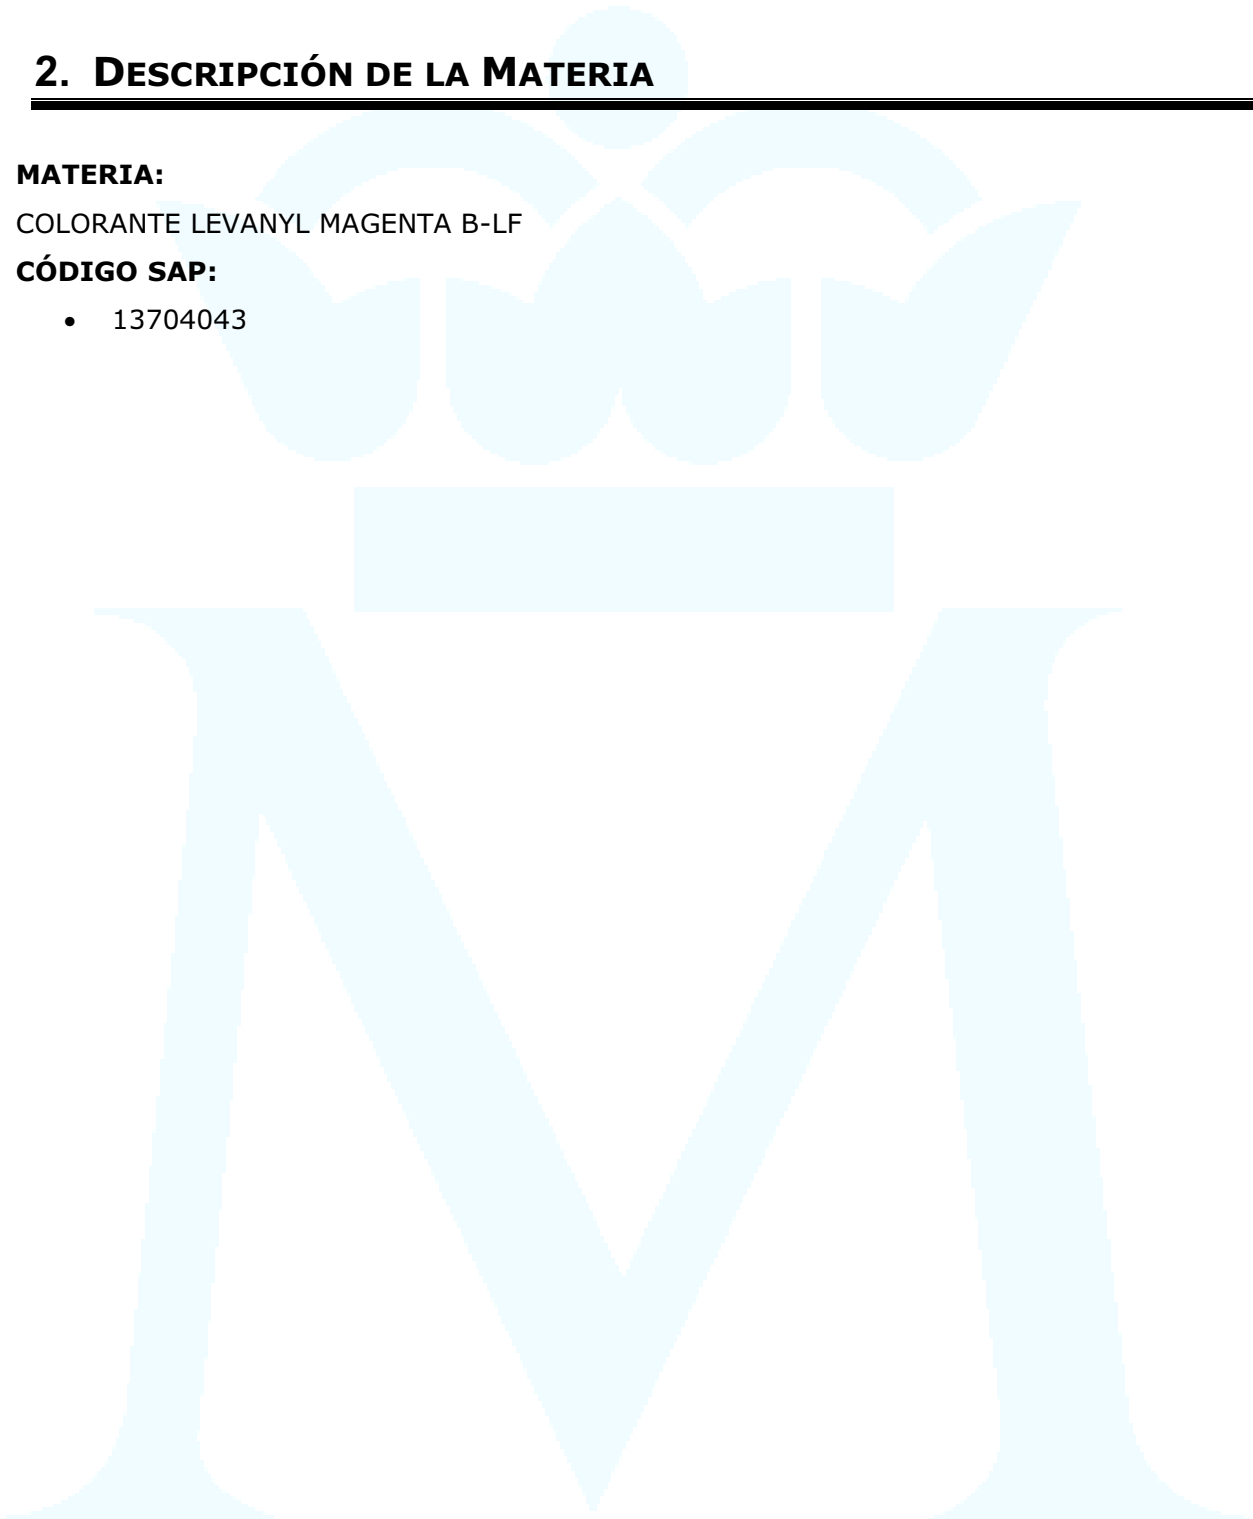 2. DESCRIPCIÓN DE LA MATERIA
MATERIA:
COLORANTE LEVANYL MAGENTA B-LF
CÓDIGO SAP:
• 13704043